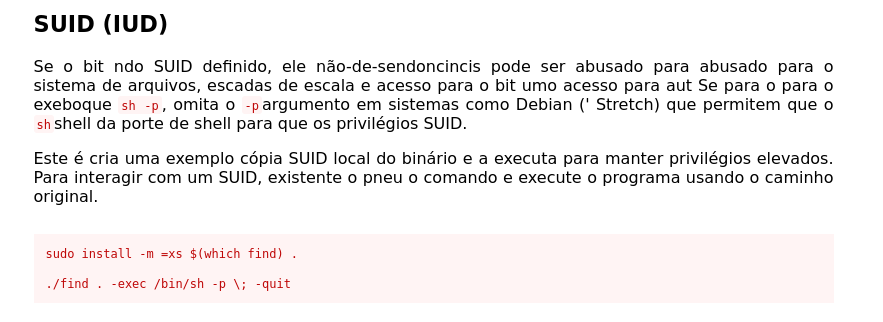 SUID (IUD)
Se o bit ndo SUID definido, ele não-de-sendoncincis pode ser abusado para abusado para o
sistema de arquivos, escadas de escala e acesso para o bit umo acesso para aut Se para o para o
exeboque sh -p, omita o -pargumento em sistemas como Debian (' Stretch) que permitem que o
shshell da porte de shell para que os privilégios SUID.
Este é cria uma exemplo cópia SUID local do binário e a executa para manter privilégios elevados.
Para interagir com um SUID, existente o pneu o comando e execute o programa usando o caminho
original.
sudo install -m =xs $(which find) .
./find . -exec /bin/sh -p \; -quit